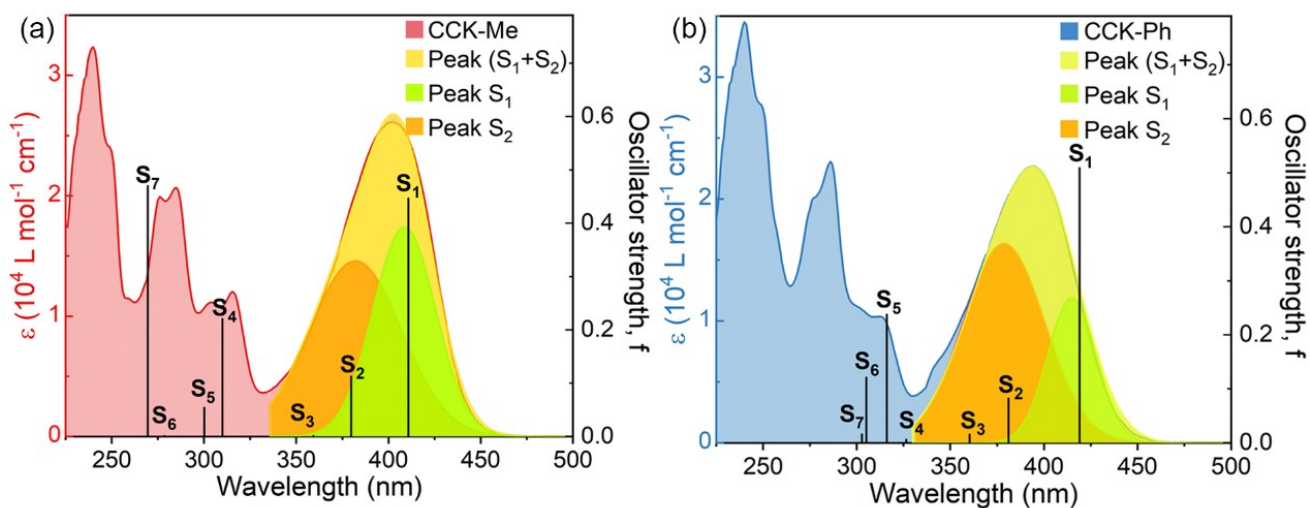 (a)
CCK-Me
Peak (S₁+S₂)
Peak S₁
Peak S₂
ε (10⁴ L mol⁻¹ cm⁻¹)
3
2
1
0
S₇
S₆
S₅
S₄
S₃
S₂
S₁
0.6
0.4
0.2
0.0
Oscillator strength, f
250 300 350 400 450 500
Wavelength (nm)
(b)
CCK-Ph
Peak (S₁+S₂)
Peak S₁
Peak S₂
ε (10⁴ L mol⁻¹ cm⁻¹)
3
2
1
0
S₇
S₆
S₅
S₄
S₃
S₂
S₁
0.6
0.4
0.2
0.0
Oscillator strength, f
250 300 350 400 450 500
Wavelength (nm)